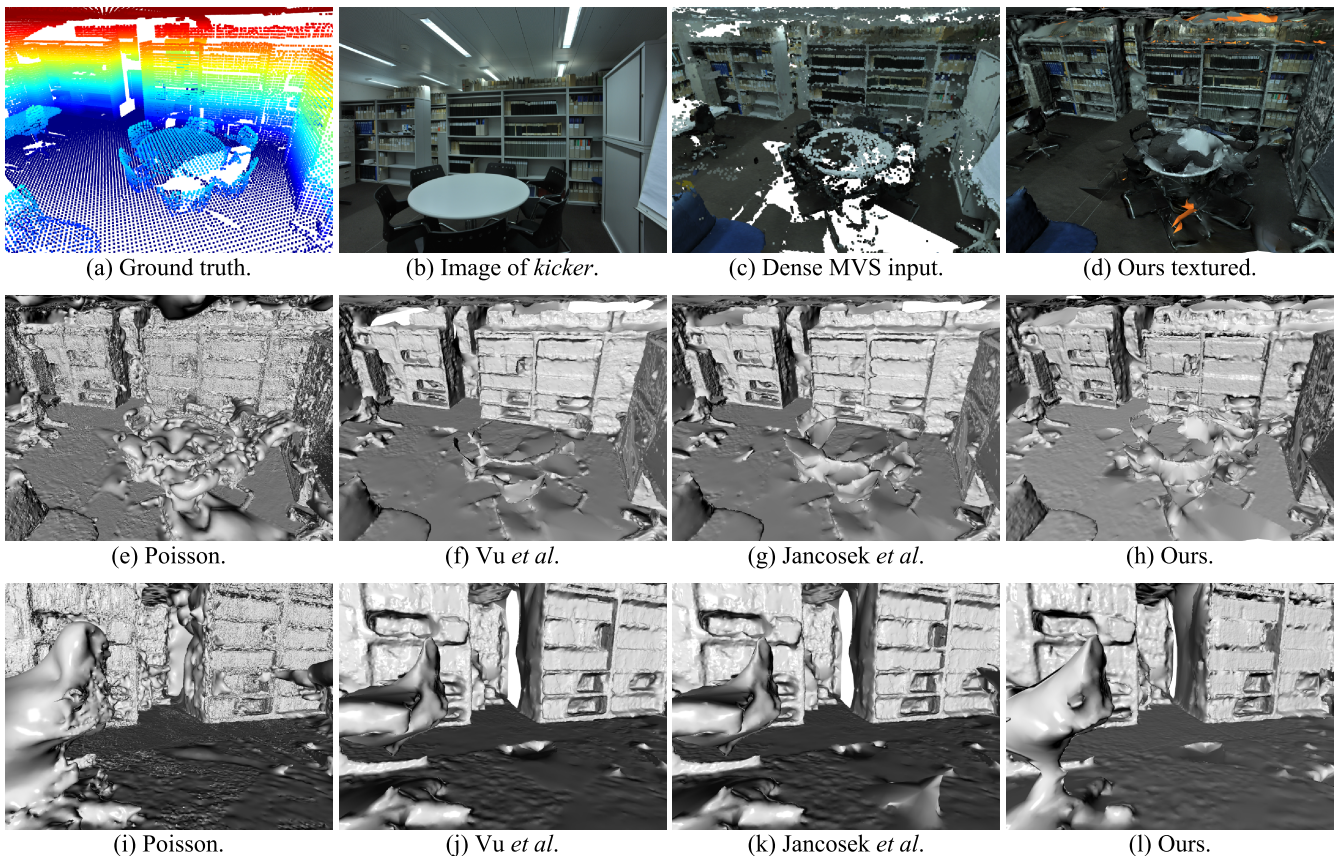 (a) Ground truth.
(b) Image of kicker.
(c) Dense MVS input.
(d) Ours textured.
(e) Poisson.
(f) Vu et al.
(g) Jancosek et al.
(h) Ours.
(i) Poisson.
(j) Vu et al.
(k) Jancosek et al.
(l) Ours.